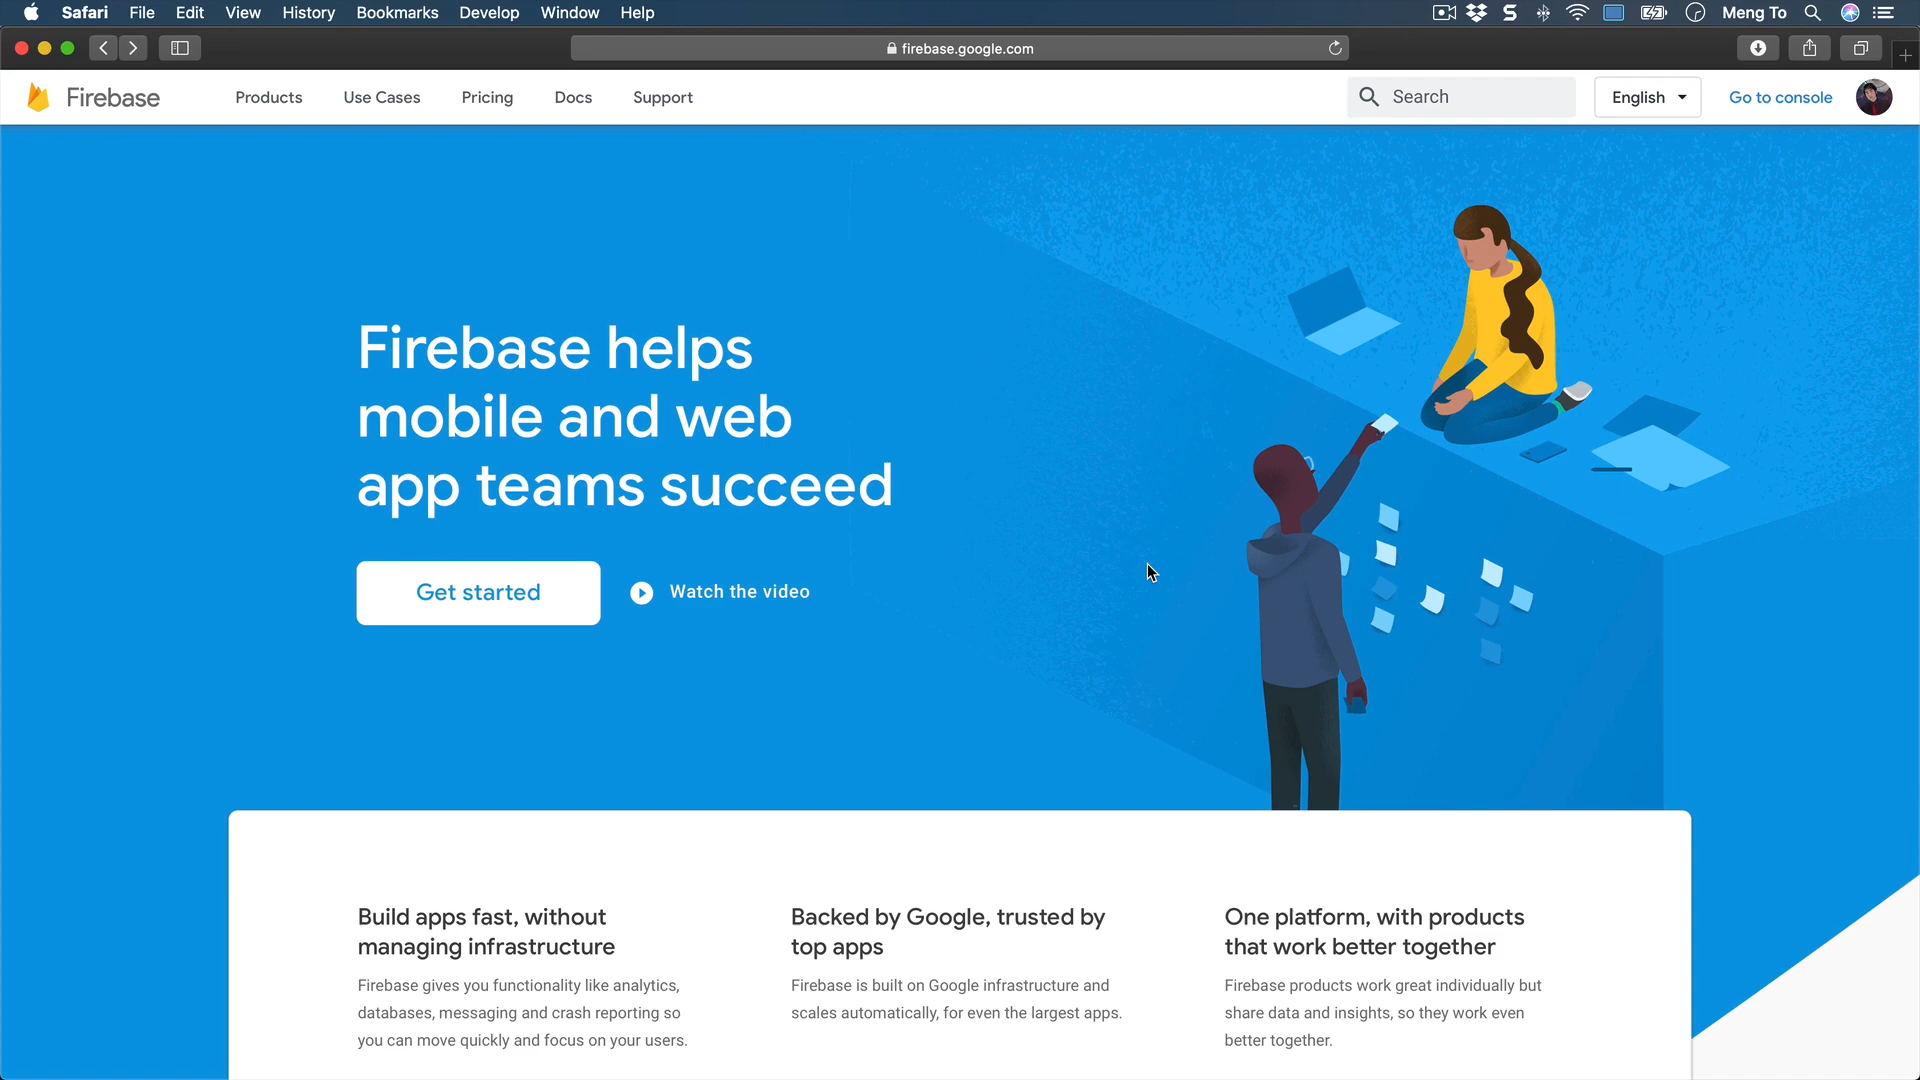 Safari File Edit View History Bookmarks Develop Window Help Meng To
firebase.google.com
Firebase Products Use Cases Pricing Docs Support Search English Go to console
Firebase helps
mobile and web
app teams succeed
Get started Watch the video
Build apps fast, without
managing infrastructure
Firebase gives you functionality like analytics,
databases, messaging and crash reporting so
you can move quickly and focus on your users.
Backed by Google, trusted by
top apps
Firebase is built on Google infrastructure and
scales automatically, for even the largest apps.
One platform, with products
that work better together
Firebase products work great individually but
share data and insights, so they work even
better together.